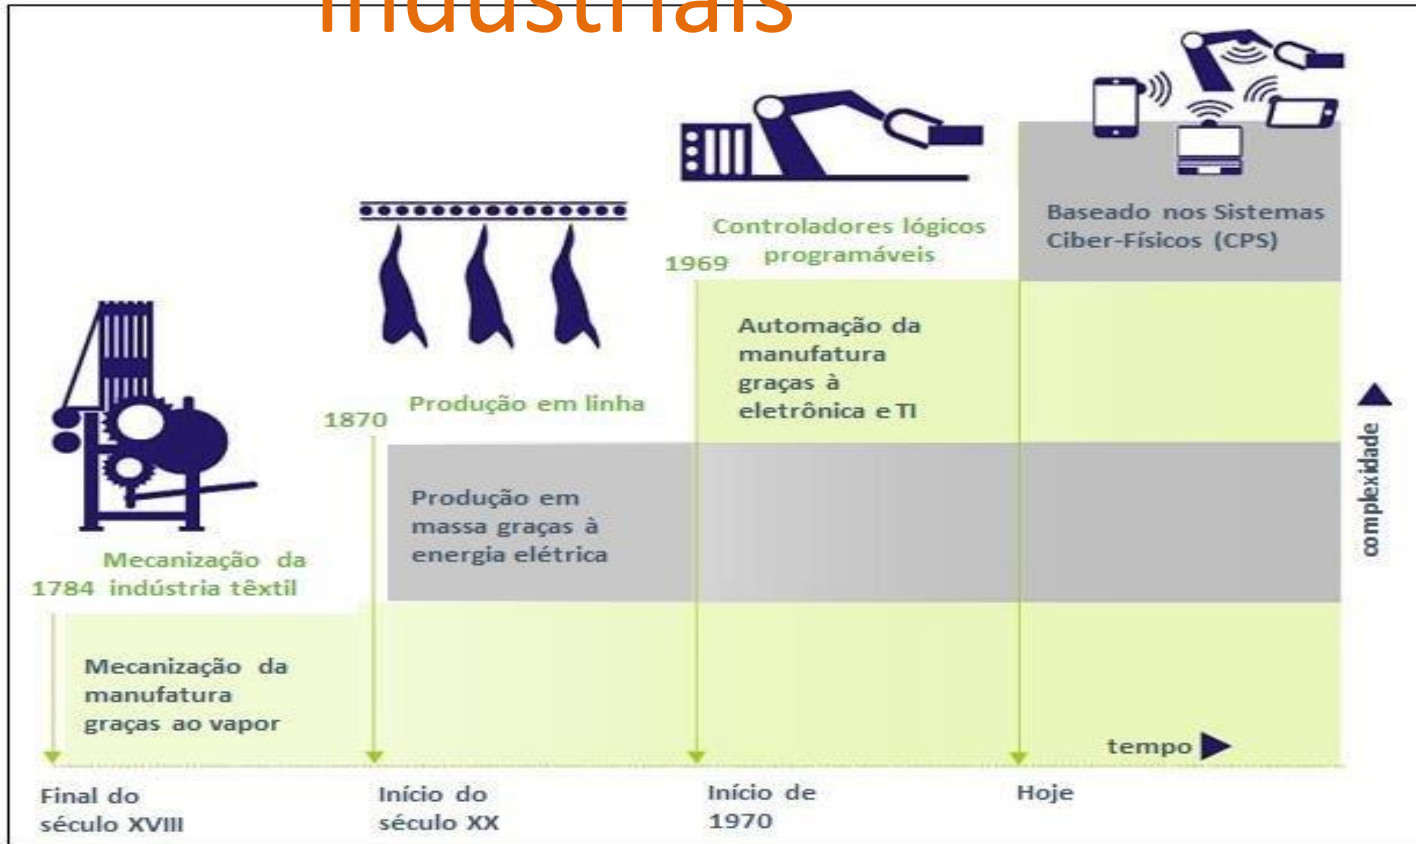 industriais
Baseado nos Sistemas
Ciber-Físicos (CPS)
Controladores lógicos
programáveis
1969
Automação da
manufatura
graças à
eletrônica e TI
Produção em linha
1870
Produção em
massa graças à
energia elétrica
Mecanização da
1784 indústria têxtil
Mecanização da
manufatura
graças ao vapor
complexidade
tempo
Final do
século XVIII
Início do
século XX
Início de
1970
Hoje